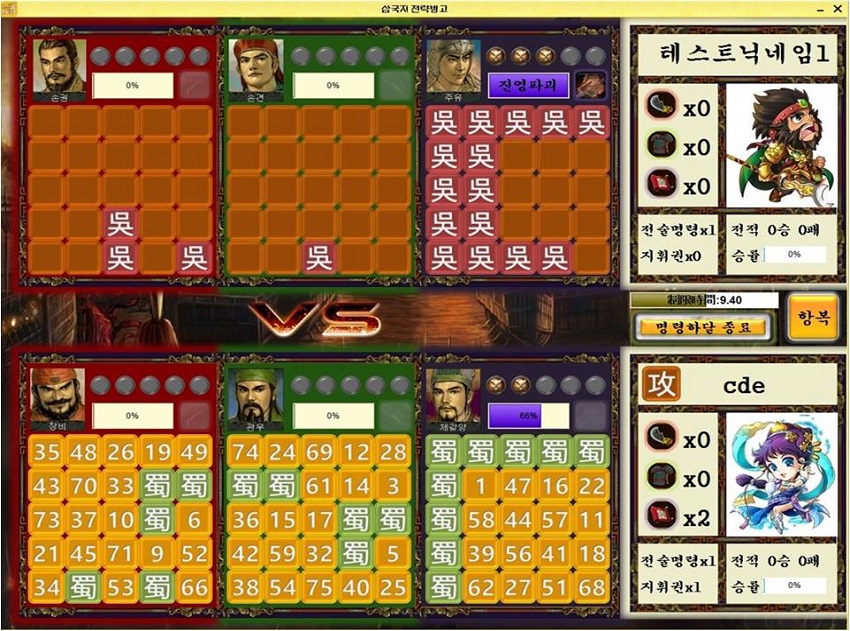 삼국지 전략빙고
0% 0% 진영파괴
손권 손견 주유
吳 吳 吳 吳 吳
吳 吳
吳 吳
吳 吳 吳
吳 吳 吳 吳 吳 吳 吳
테스트닉네임1
x0
x0
x0
전술명령x1 전적 0승 0패
지휘권x0 승률 0%
VS
制限時間:9.40
명령하달 종료
항복
0% 0% 66%
장비 관우 제갈량
35 48 26 19 49 74 24 69 12 28 蜀 蜀 蜀 蜀 蜀
43 70 33 蜀 蜀 蜀 蜀 61 14 3 蜀 1 47 16 22
73 37 10 蜀 6 36 15 17 蜀 蜀 蜀 58 44 57 11
21 45 71 9 52 42 59 32 蜀 5 蜀 39 56 41 18
34 蜀 53 蜀 66 38 54 75 40 25 蜀 62 27 51 68
攻 cde
x0
x0
x2
전술명령x1 전적 0승 0패
지휘권x1 승률 0%